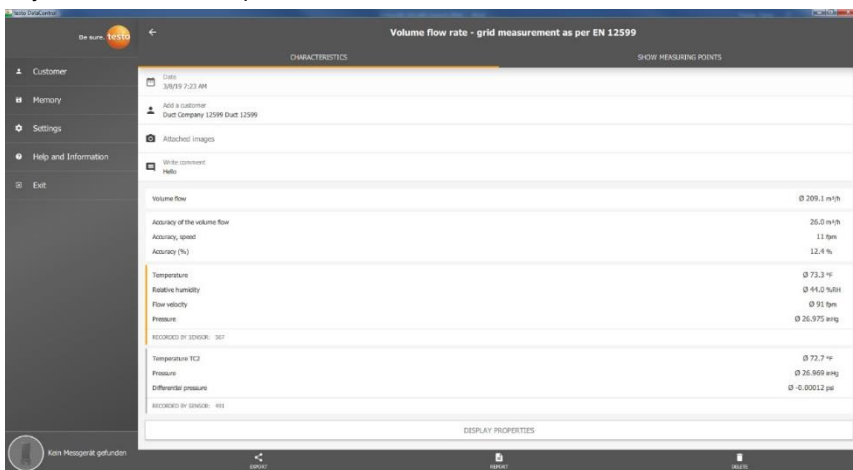 Testo DataControl
Be sure. testo
Customer
Memory
Settings
Help and Information
Exit
Kein Messgerät gefunden
Volume flow rate - grid measurement as per EN 12599
CHARACTERISTICS
SHOW MEASURING POINTS
Date
3/8/19 7:23 AM
Add a customer
Duct Company 12599 Duct 12599
Attached images
Write comment
Hello
Volume flow Ø 209.1 m³/h
Accuracy of the volume flow 26.0 m³/h
Accuracy, speed 11 fpm
Accuracy (%) 12.4 %
Temperature Ø 73.3 °F
Relative humidity Ø 44.0 %RH
Flow velocity Ø 91 fpm
Pressure Ø 26.975 inHg
RECORDED BY SENSOR: 367
Temperature TC2 Ø 72.7 °F
Pressure Ø 26.969 inHg
Differential pressure Ø -0.00012 psi
RECORDED BY SENSOR: 491
DISPLAY PROPERTIES
EXPORT
REPORT
DELETE